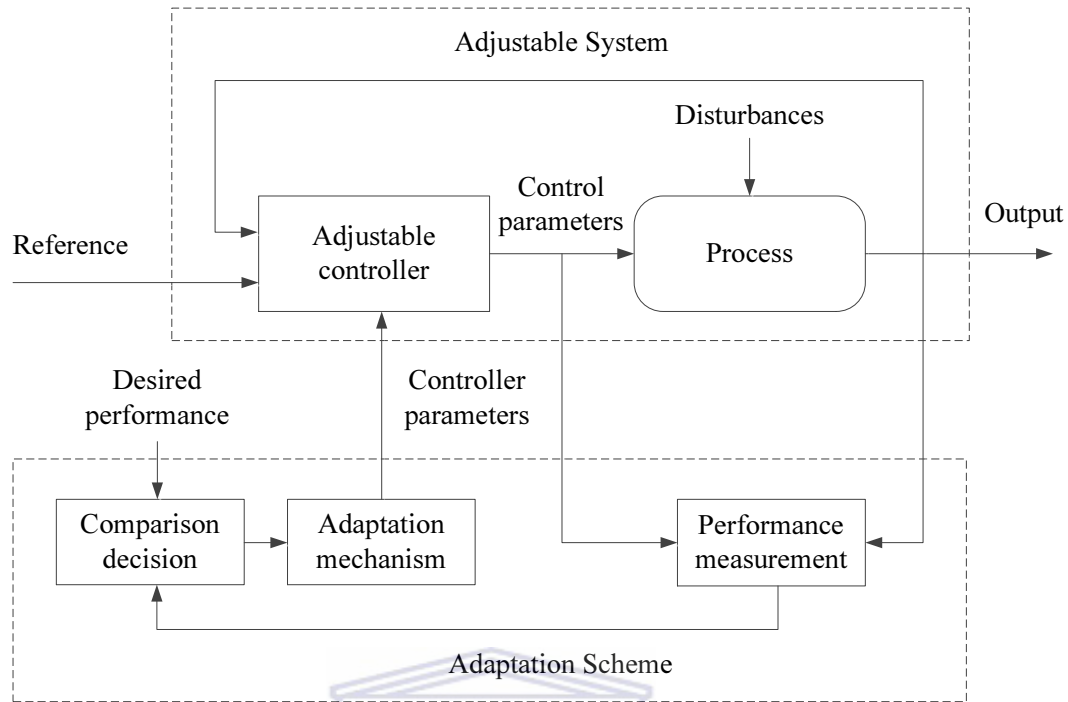 Adjustable System
Disturbances
Control
parameters
Output
Reference
Adjustable
controller
Process
Desired
performance
Controller
parameters
Comparison
decision
Adaptation
mechanism
Performance
measurement
Adaptation Scheme